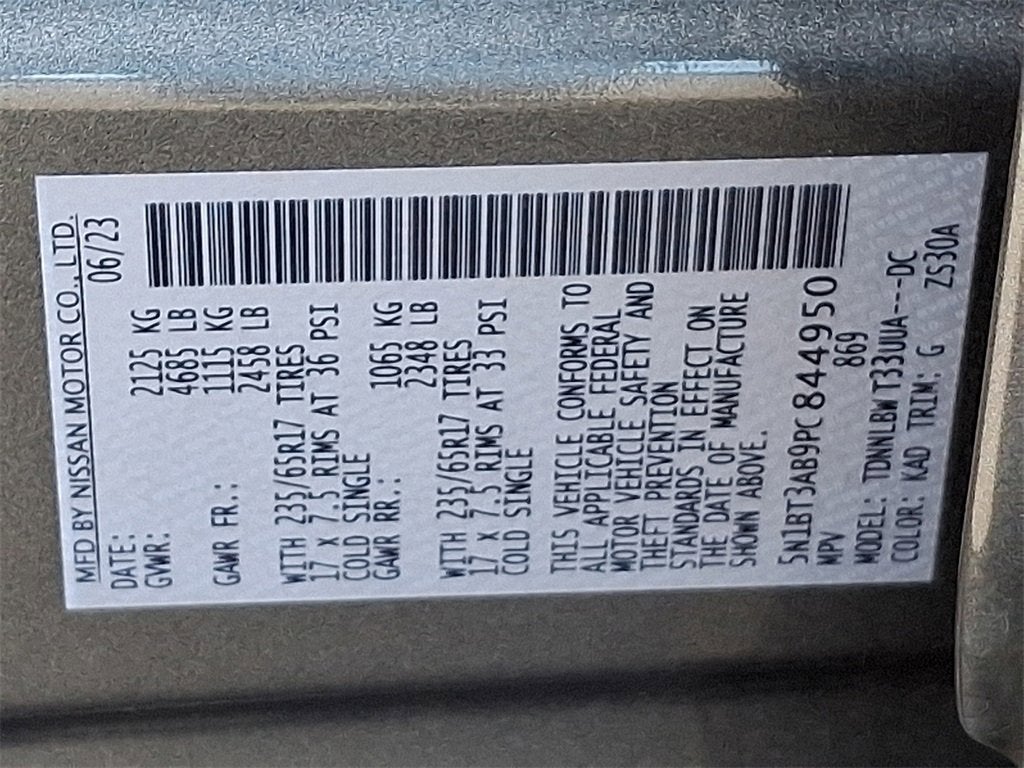 MFD BY NISSAN MOTOR CO., LTD.
DATE: 06/23
GVWR: 2125 KG
4685 LB
GAWR FR.: 1115 KG
2458 LB
WITH 235/65R17 TIRES
17 x 7.5 RIMS AT 36 PSI
COLD SINGLE
GAWR RR.: 1065 KG
2348 LB
WITH 235/65R17 TIRES
17 x 7.5 RIMS AT 33 PSI
COLD SINGLE
THIS VEHICLE CONFORMS TO
ALL APPLICABLE FEDERAL
MOTOR VEHICLE SAFETY AND
THEFT PREVENTION
STANDARDS IN EFFECT ON
THE DATE OF MANUFACTURE
SHOWN ABOVE.
5N1BT3AB9PC844950
MPV 869
MODEL: TDNNLBW T33UUA---DC
COLOR: KAD TRIM: G ZS30A